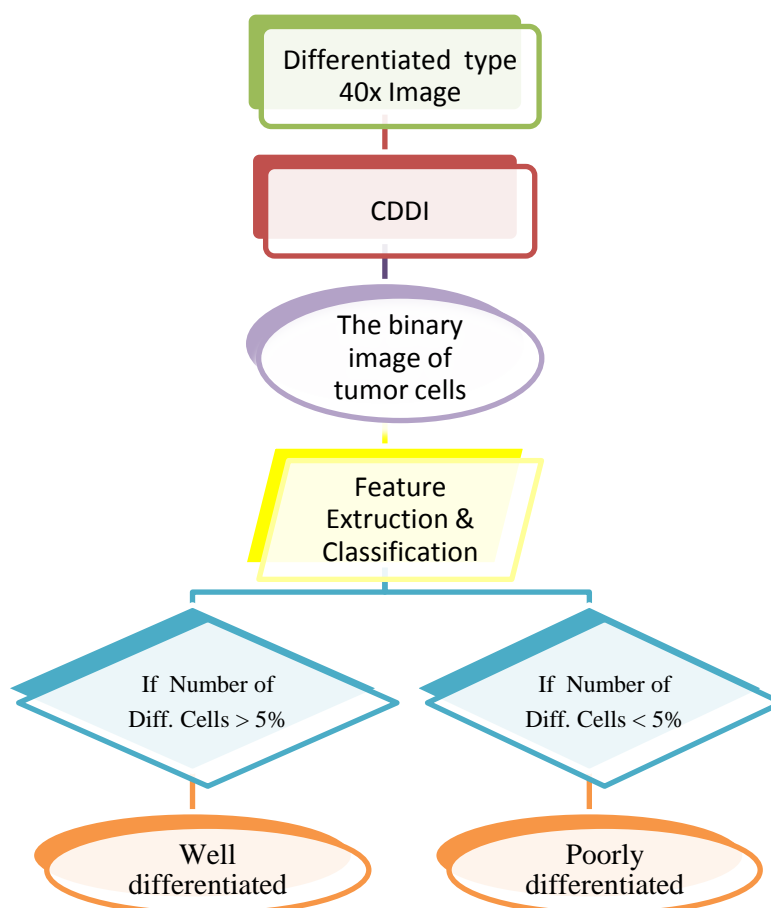 Differentiated type
40x Image
CDDI
The binary
image of
tumor cells
Feature
Extruction &
Classification
If Number of
Diff. Cells > 5%
If Number of
Diff. Cells < 5%
Well
differentiated
Poorly
differentiated